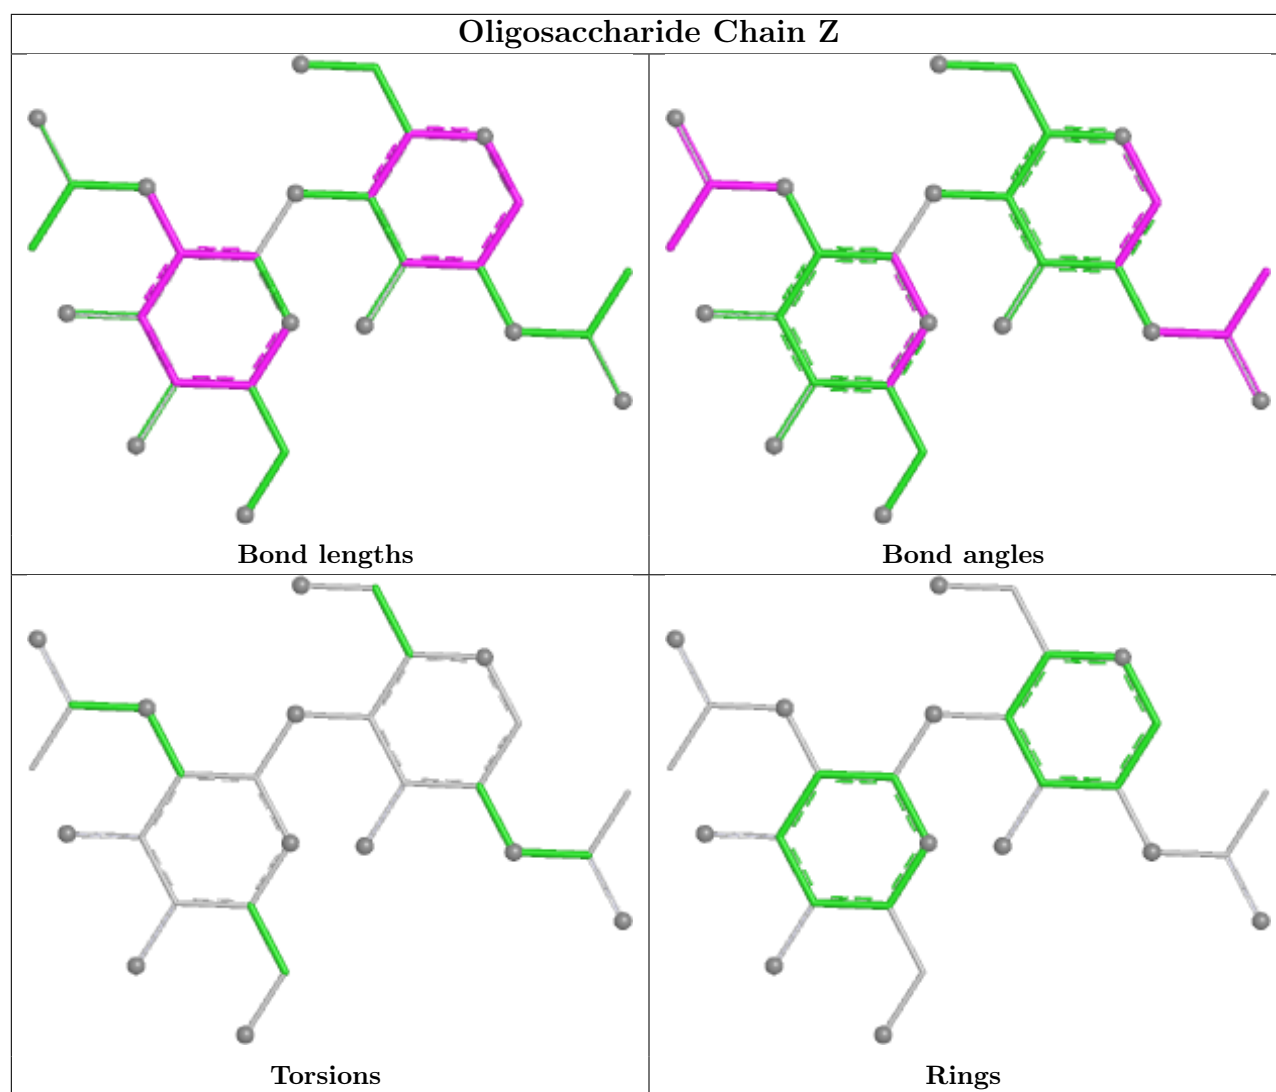 Oligosaccharide Chain Z
Bond lengths
Bond angles
Torsions
Rings